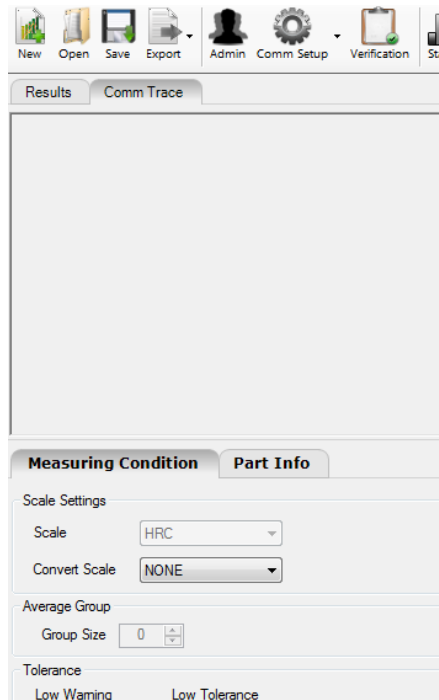 New Open Save Export Admin Comm Setup Verification
Results Comm Trace
Measuring Condition Part Info
Scale Settings
Scale HRC
Convert Scale NONE
Average Group
Group Size 0
Tolerance
Low Warning Low Tolerance